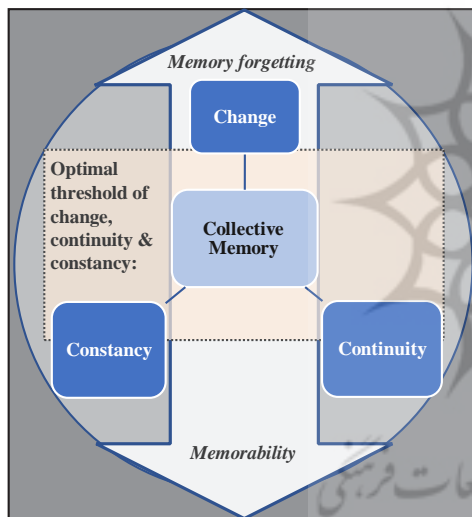 Memory forgetting
Change
Optimal
threshold of
change,
continuity &
constancy:
Collective
Memory
Constancy
Continuity
Memorability